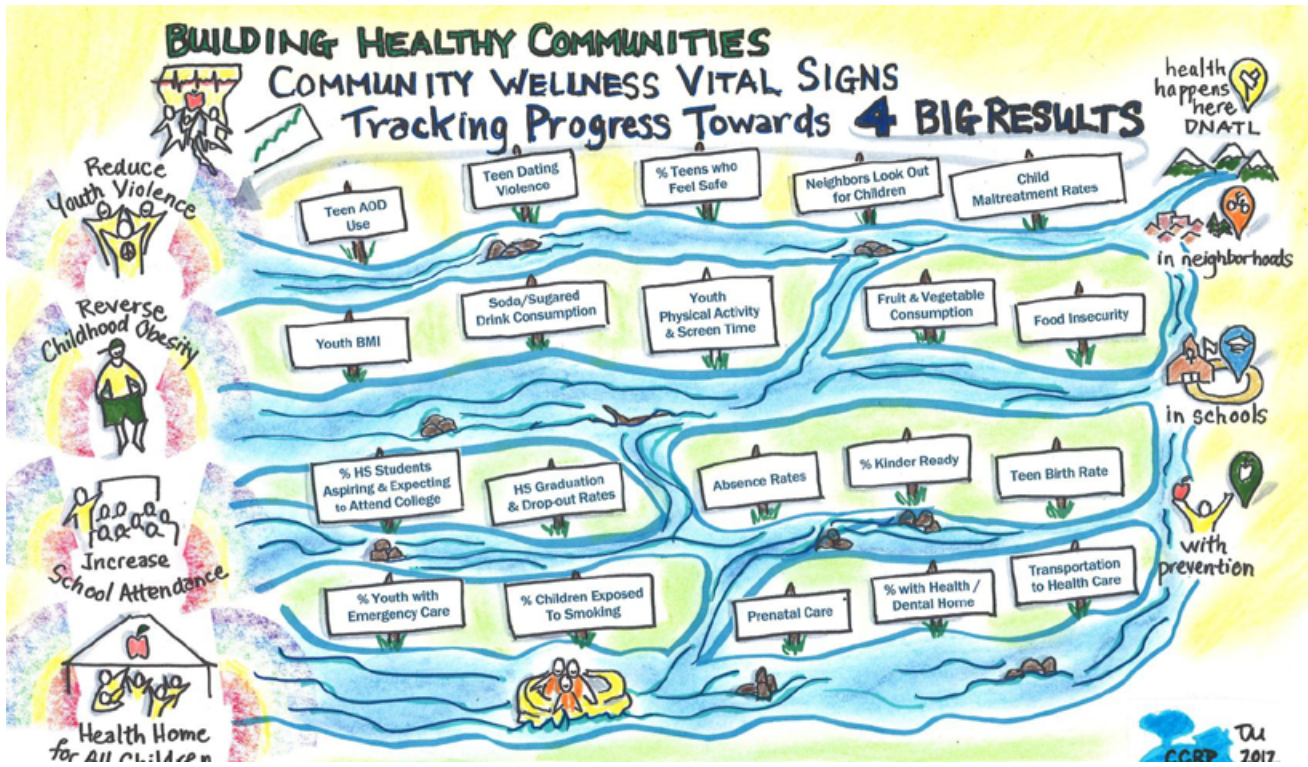 BUILDING HEALTHY COMMUNITIES
COMMUNITY WELLNESS VITAL SIGNS
Tracking Progress Towards 4 BIG RESULTS
health
happens
here
DNATL
Reduce
Youth Violence
Teen AOD
Use
Teen Dating
Violence
% Teens who
Feel Safe
Neighbors Look Out
for Children
Child
Maltreatment Rates
in neighborhoods
Reverse
Childhood Obesity
Youth BMI
Soda/Sugared
Drink Consumption
Youth
Physical Activity
& Screen Time
Fruit & Vegetable
Consumption
Food Insecurity
in schools
Increase
School Attendance
% HS Students
Aspiring & Expecting
to Attend College
HS Graduation
& Drop-out Rates
Absence Rates
% Kinder Ready
Teen Birth Rate
with
prevention
Health Home
for All Children
% Youth with
Emergency Care
% Children Exposed
To Smoking
Prenatal Care
% with Health /
Dental Home
Transportation
to Health Care
CCRP
2012